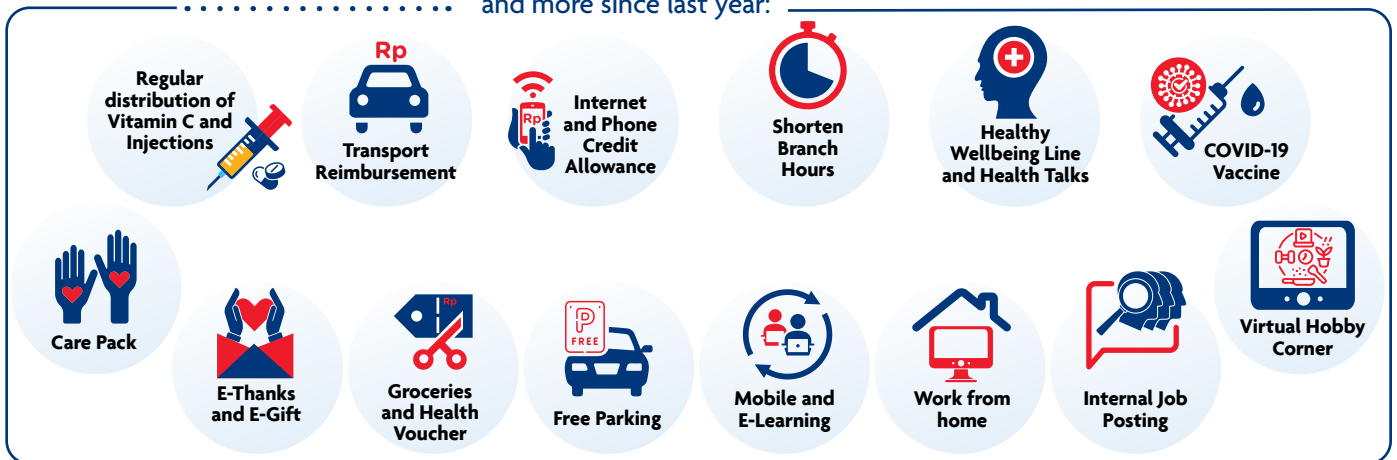 and more since last year:
Regular
distribution of
Vitamin C and
Injections
Rp
Transport
Reimbursement
Rp
Internet
and Phone
Credit
Allowance
Shorten
Branch
Hours
Healthy
Wellbeing Line
and Health Talks
COVID-19
Vaccine
Care Pack
E-Thanks
and E-Gift
Rp
Groceries
and Health
Voucher
P
FREE
Free Parking
Mobile and
E-Learning
Work from
home
Internal Job
Posting
Virtual Hobby
Corner